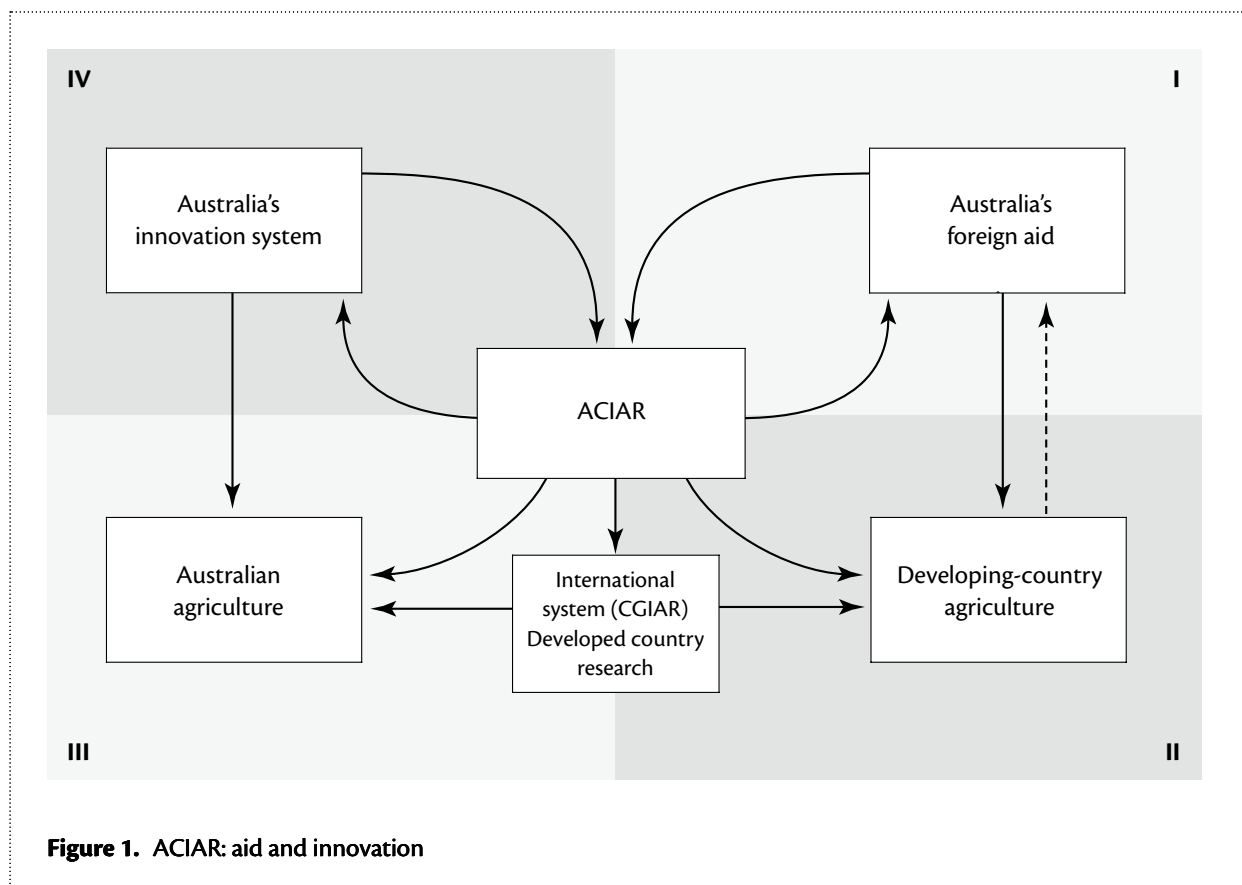 IV
I
Australia’s
innovation system
Australia’s
foreign aid
ACIAR
Australian
agriculture
International
system (CGIAR)
Developed country
research
Developing-country
agriculture
III
II
Figure 1. ACIAR: aid and innovation